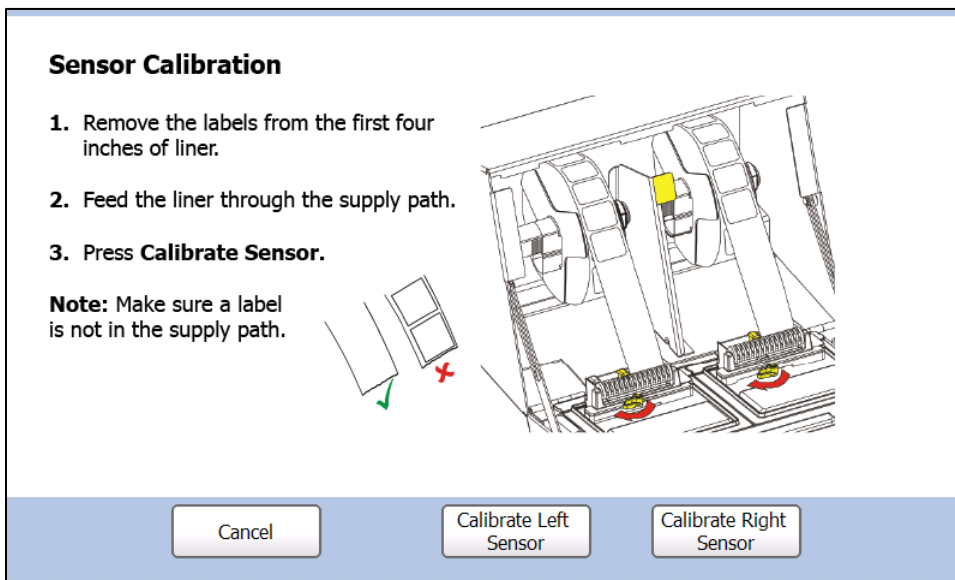 Sensor Calibration
1. Remove the labels from the first four
inches of liner.
2. Feed the liner through the supply path.
3. Press Calibrate Sensor.
Note: Make sure a label
is not in the supply path.
Cancel
Calibrate Left
Sensor
Calibrate Right
Sensor